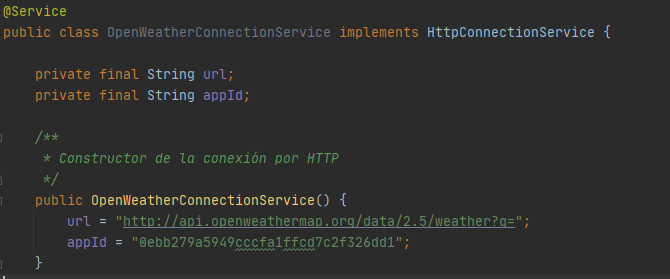 @Service
public class OpenWeatherConnectionService implements HttpConnectionService {
private final String url;
private final String appId;
/**
* Constructor de la conexión por HTTP
*/
public OpenWeatherConnectionService() {
url = "http://api.openweathermap.org/data/2.5/weather?q=";
appId = "0ebb279a5949cccfa1ffcd7c2f326dd1";
}